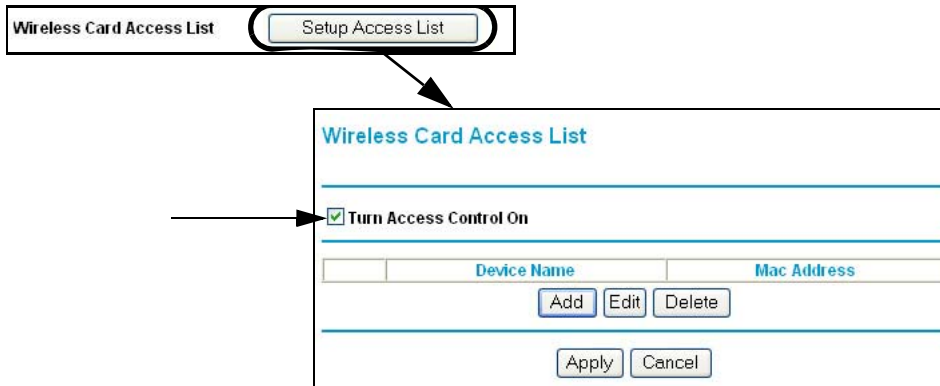 Wireless Card Access List Setup Access List
Wireless Card Access List
Turn Access Control On
Device Name Mac Address
Add Edit Delete
Apply Cancel